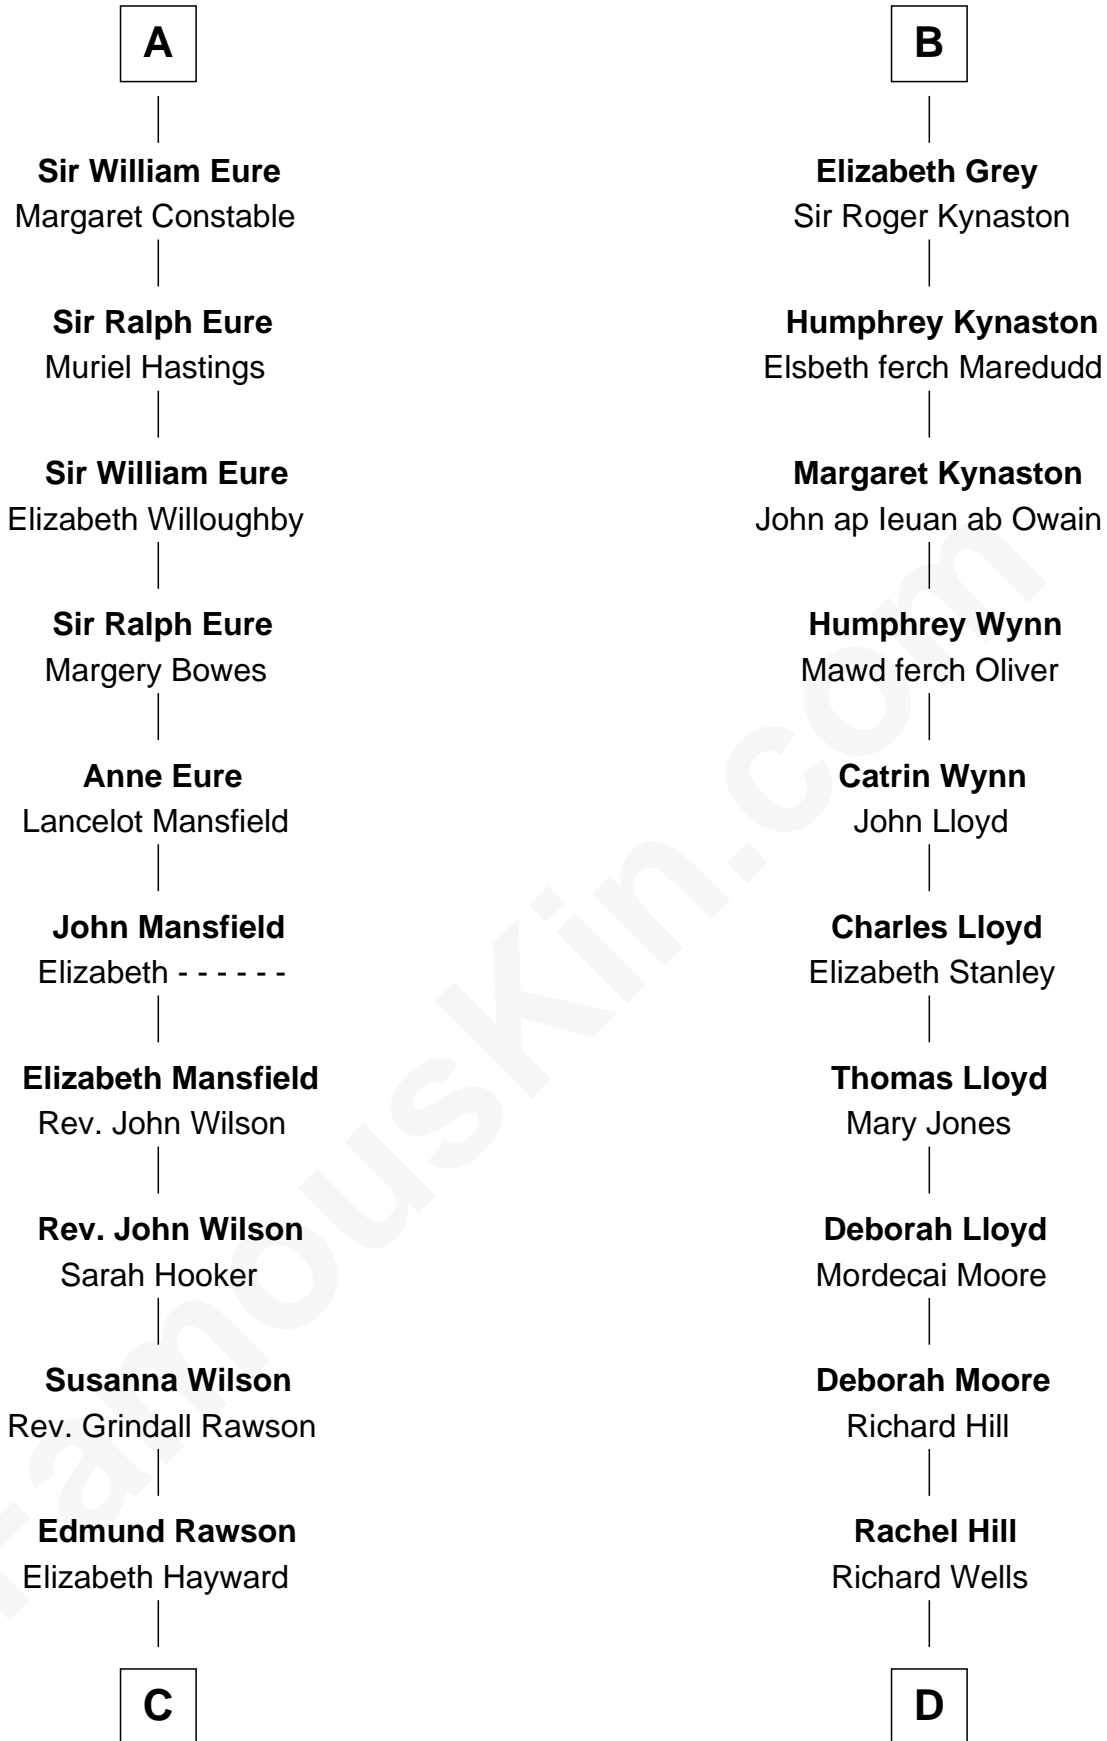 A
Sir William Eure
Margaret Constable
Sir Ralph Eure
Muriel Hastings
Sir William Eure
Elizabeth Willoughby
Sir Ralph Eure
Margery Bowes
Anne Eure
Lancelot Mansfield
John Mansfield
Elizabeth - - - - - -
Elizabeth Mansfield
Rev. John Wilson
Rev. John Wilson
Sarah Hooker
Susanna Wilson
Rev. Grindall Rawson
Edmund Rawson
Elizabeth Hayward
C
B
Elizabeth Grey
Sir Roger Kynaston
Humphrey Kynaston
Elsbeth ferch Maredudd
Margaret Kynaston
John ap Ieuan ab Owain
Humphrey Wynn
Mawd ferch Oliver
Catrin Wynn
John Lloyd
Charles Lloyd
Elizabeth Stanley
Thomas Lloyd
Mary Jones
Deborah Lloyd
Mordecai Moore
Deborah Moore
Richard Hill
Rachel Hill
Richard Wells
D
FamousKin.com